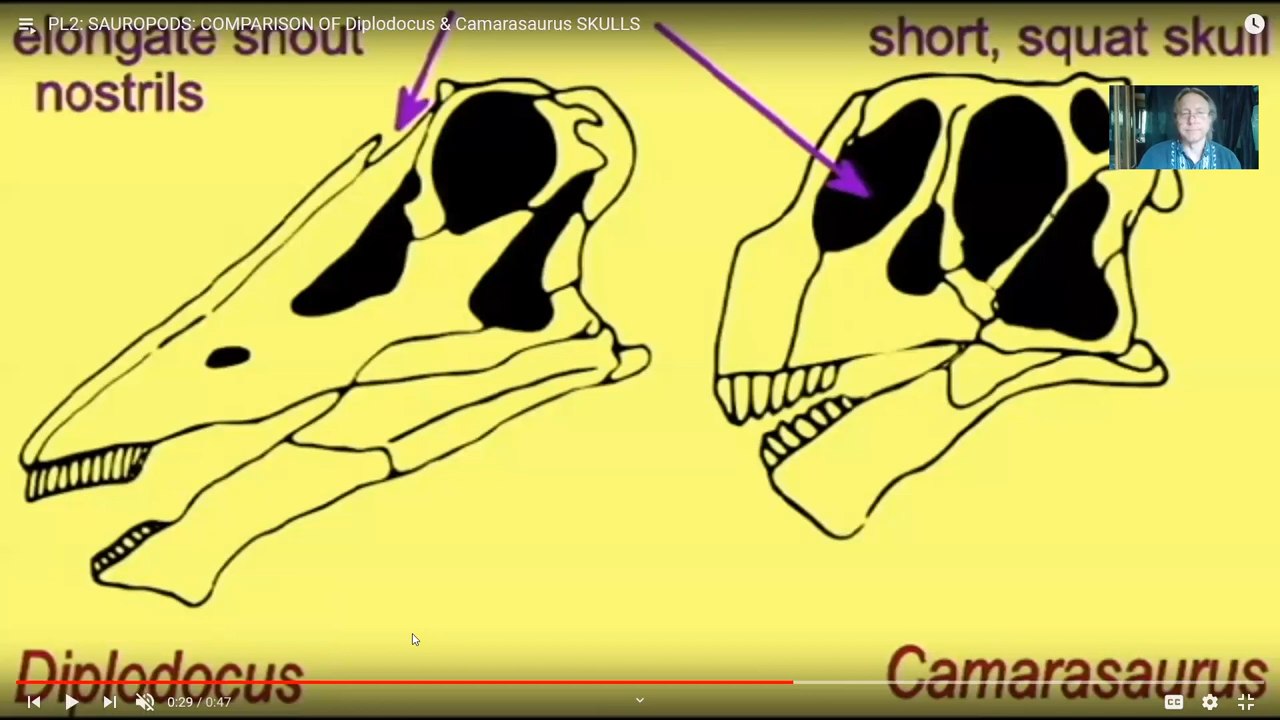 PL2: SAUROPODS: COMPARISON OF Diplodocus & Camarasaurus SKULLS
elongate snout
short, squat skull
nostrils
Diplodocus
Camarasaurus
0:29 / 0:47
CC